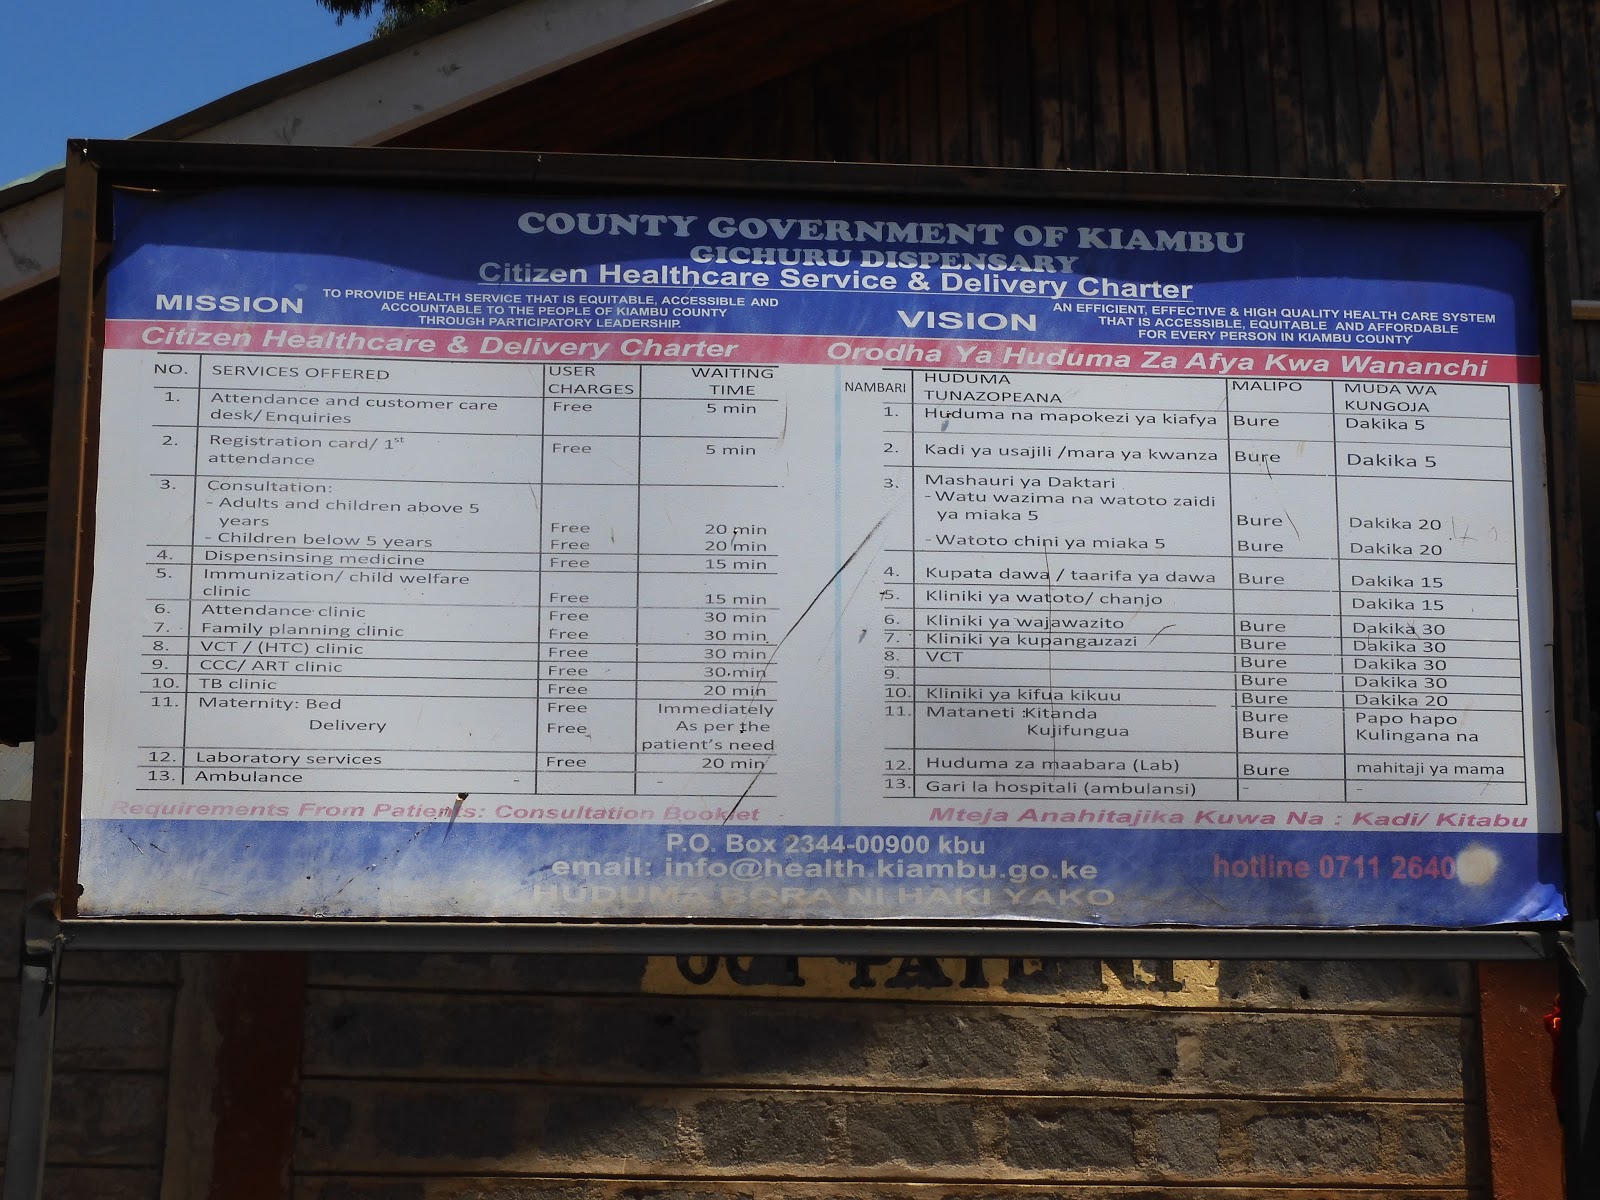 COUNTY GOVERNMENT OF KIAMBU
GICHURU DISPENSARY
Citizen Healthcare Service & Delivery Charter
MISSION
TO PROVIDE HEALTH SERVICE THAT IS EQUITABLE, ACCESSIBLE AND
ACCOUNTABLE TO THE PEOPLE OF KIAMBU COUNTY
THROUGH PARTICIPATORY LEADERSHIP.
VISION
AN EFFICIENT, EFFECTIVE & HIGH QUALITY HEALTH CARE SYSTEM
THAT IS ACCESSIBLE, EQUITABLE AND AFFORDABLE
FOR EVERY PERSON IN KIAMBU COUNTY
Citizen Healthcare & Delivery Charter
NO. SERVICES OFFERED USER CHARGES WAITING TIME
1. Attendance and customer care Free 5 min
desk/ Enquiries
2. Registration card/ 1st Free 5 min
attendance
3. Consultation:
- Adults and children above 5
years Free 20 min
- Children below 5 years Free 20 min
4. Dispensinsing medicine Free 15 min
5. Immunization/ child welfare
clinic Free 15 min
6. Attendance clinic Free 30 min
7. Family planning clinic Free 30 min
8. VCT / (HTC) clinic Free 30 min
9. CCC/ ART clinic Free 30 min
10. TB clinic Free 20 min
11. Maternity: Bed Free Immediately
Delivery Free As per the
patient's need
12. Laboratory services Free 20 min
13. Ambulance - -
Requirements From Patients: Consultation Booklet
Orodha Ya Huduma Za Afya Kwa Wananchi
NAMBARI HUDUMA TUNAZOPEANA MALIPO MUDA WA KUNGOJA
1. Huduma na mapokezi ya kiafya Bure Dakika 5
2. Kadi ya usajili /mara ya kwanza Bure Dakika 5
3. Mashauri ya Daktari
- Watu wazima na watoto zaidi
ya miaka 5 Bure Dakika 20
- Watoto chini ya miaka 5 Bure Dakika 20
4. Kupata dawa / taarifa ya dawa Bure Dakika 15
5. Kliniki ya watoto/ chanjo Dakika 15
6. Kliniki ya wajawazito Bure Dakika 30
7. Kliniki ya kupangauzazi Bure Dakika 30
8. VCT Bure Dakika 30
9. Bure Dakika 30
10. Kliniki ya kifua kikuu Bure Dakika 20
11. Mataneti :Kitanda Bure Papo hapo
Kujifungua Bure Kulingana na
12. Huduma za maabara (Lab) Bure mahitaji ya mama
13. Gari la hospitali (ambulansi) - -
Mteja Anahitajika Kuwa Na : Kadi/ Kitabu
P.O. Box 2344-00900 kbu
email: info@health.kiambu.go.ke
hotline 0711 2640
HUDUMA BORA NI HAKI YAKO